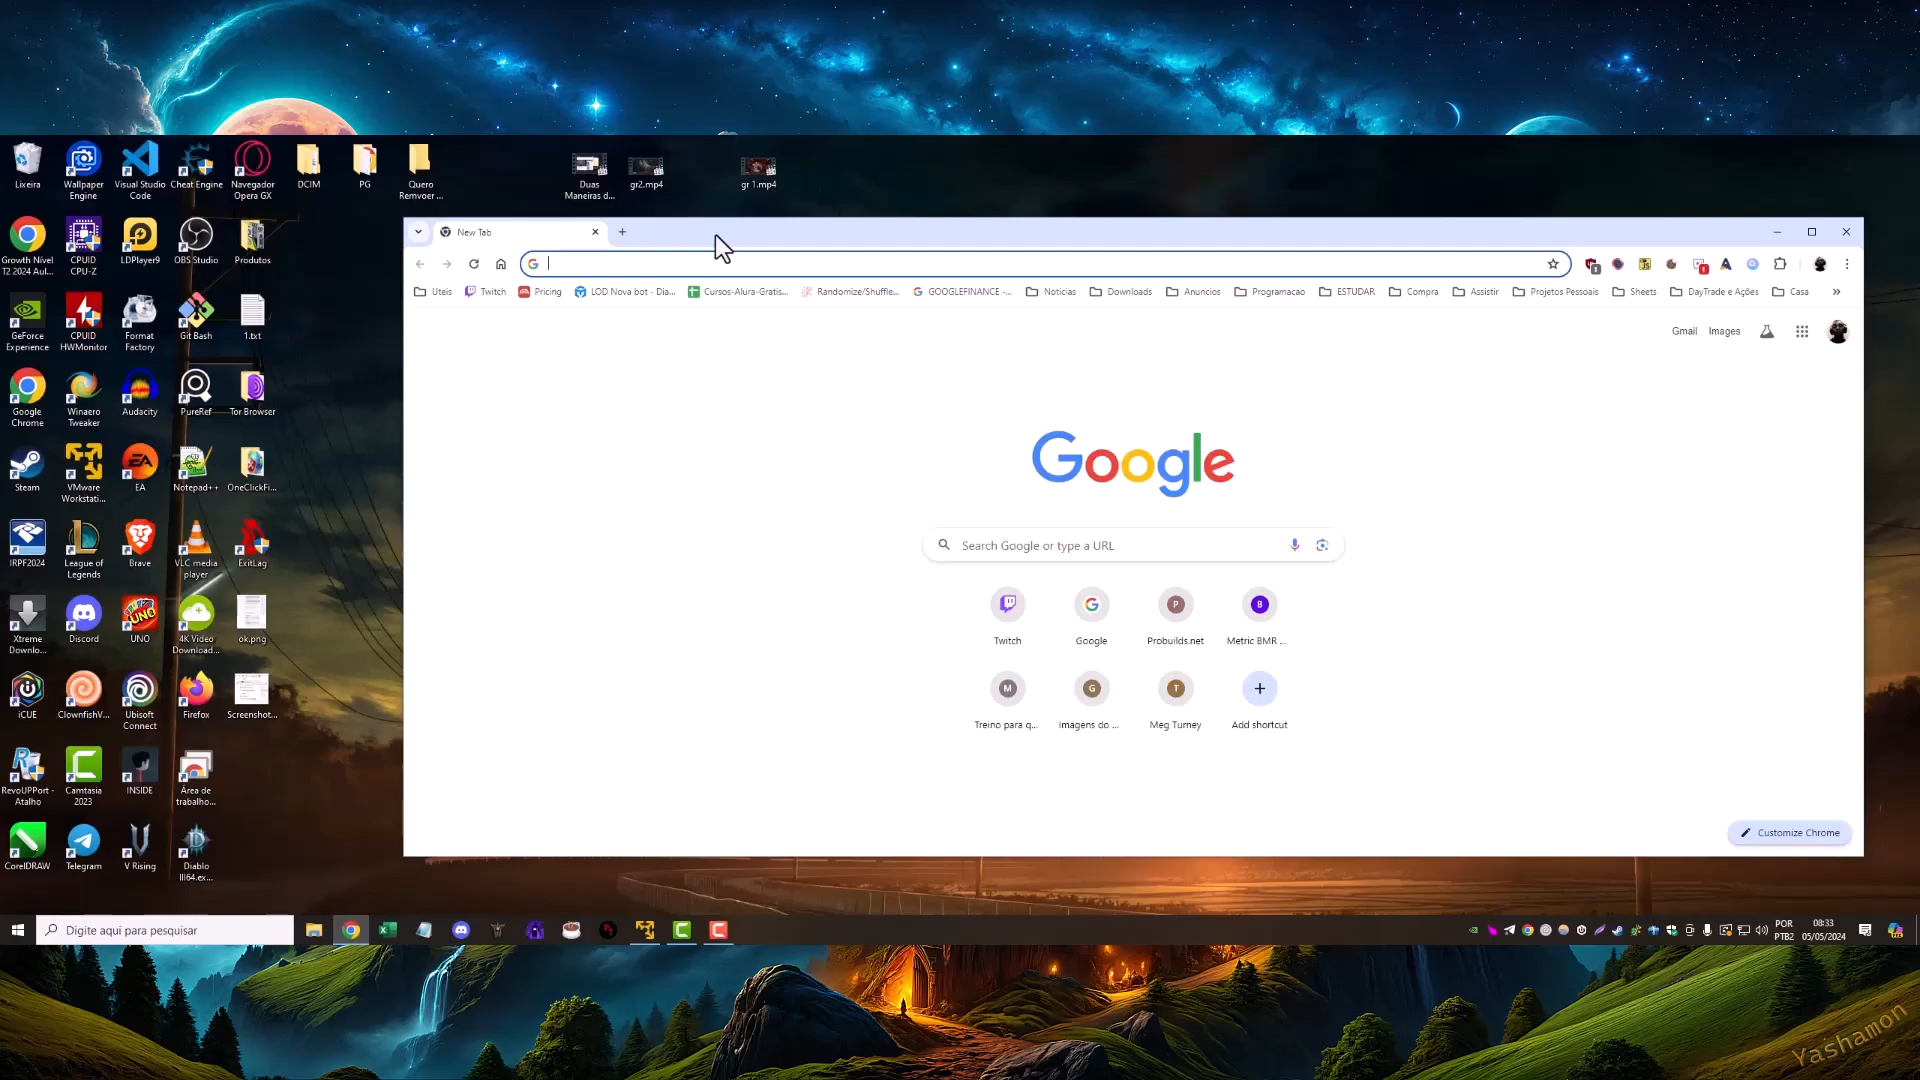 Lixeira
Wallpaper Engine
Visual Studio Code
Cheat Engine
Navegador Opera GX
DCIM
PG
Quero Remvoer ...
Duas Maneiras d...
gr2.mp4
gr 1.mp4
Growth Nível T2 2024 Aul...
CPUID CPU-Z
LDPlayer9
OBS Studio
Produtos
GeForce Experience
CPUID HWMonitor
Format Factory
Git Bash
1.txt
Google Chrome
Winaero Tweaker
Audacity
PureRef
Tor Browser
Steam
VMware Workstati...
EA
Notepad++
OneClickFi...
IRPF2024
League of Legends
Brave
VLC media player
ExitLag
Xtreme Downlo...
Discord
UNO
4K Video Download...
ok.png
iCUE
ClownfishV...
Ubisoft Connect
Firefox
Screenshot...
RevoUPPort - Atalho
Camtasia 2023
INSIDE
Área de trabalho...
CorelDRAW
Telegram
V Rising
Diablo III64.ex...
New Tab
Uteis
Twitch
Pricing
LOD Nova bot - Dia...
Cursos-Alura-Gratis...
Randomize/Shuffle...
GOOGLEFINANCE -...
Noticias
Downloads
Anuncios
Programacao
ESTUDAR
Compra
Assistir
Projetos Pessoais
Sheets
DayTrade e Ações
Casa
Gmail
Images
Google
Search Google or type a URL
Twitch
Google
P
Probuilds.net
B
Metric BMR ...
M
Treino para q...
G
Imagens do ...
T
Meg Turney
Add shortcut
Customize Chrome
Digite aqui para pesquisar
POR
PTB2
08:33
05/05/2024
Yashamon